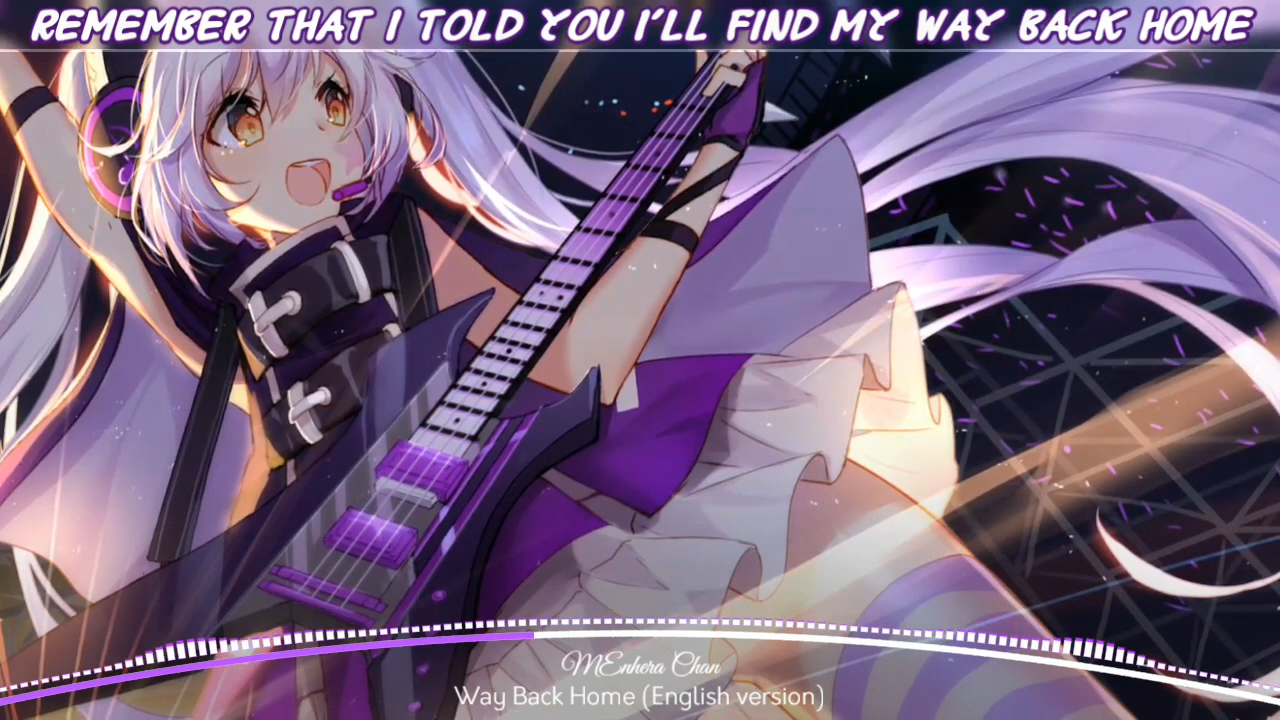 REMEMBER THAT I TOLD YOU I'LL FIND MY WAY BACK HOME
MEnhera Chan
Way Back Home (English version)